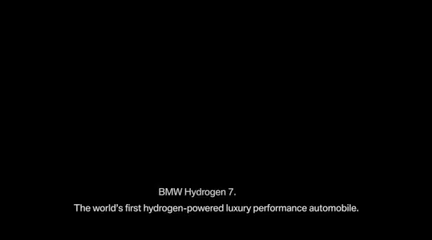 BMW Hydrogen 7.
The world's first hydrogen-powered luxury performance automobile.